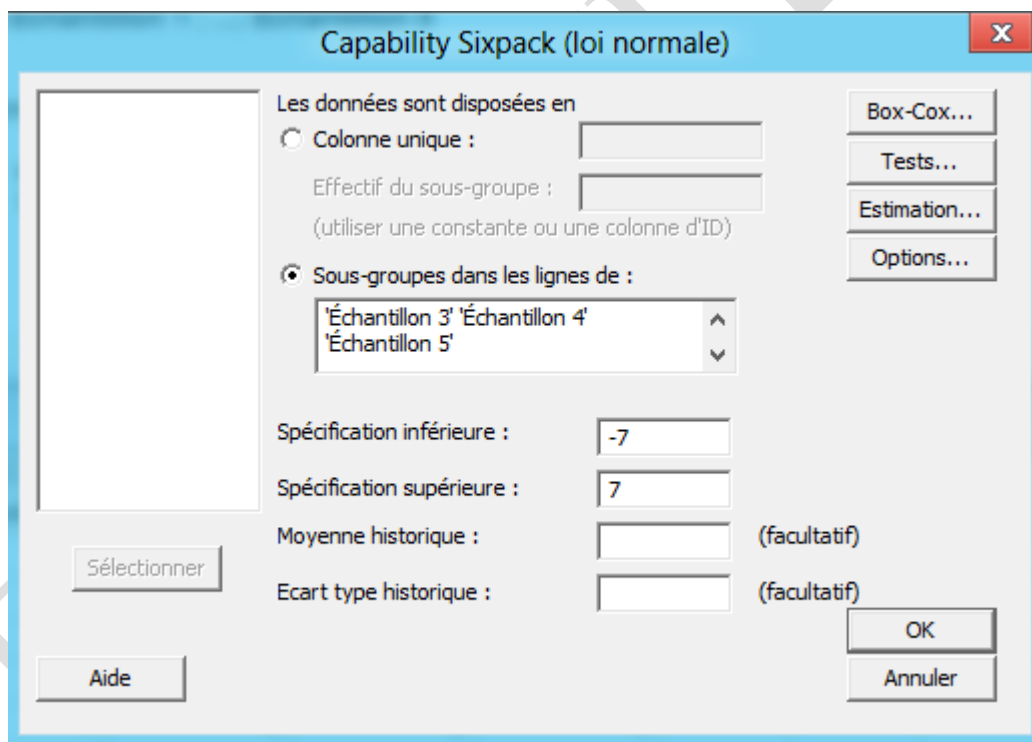 Capability Sixpack (loi normale)
x
Les données sont disposées en
Colonne unique :
Effectif du sous-groupe :
(utiliser une constante ou une colonne d'ID)
Sous-groupes dans les lignes de :
'Échantillon 3' 'Échantillon 4'
'Échantillon 5'
Spécification inférieure :
-7
Spécification supérieure :
7
Moyenne historique :
(facultatif)
Ecart type historique :
(facultatif)
Box-Cox...
Tests...
Estimation...
Options...
Sélectionner
Aide
OK
Annuler